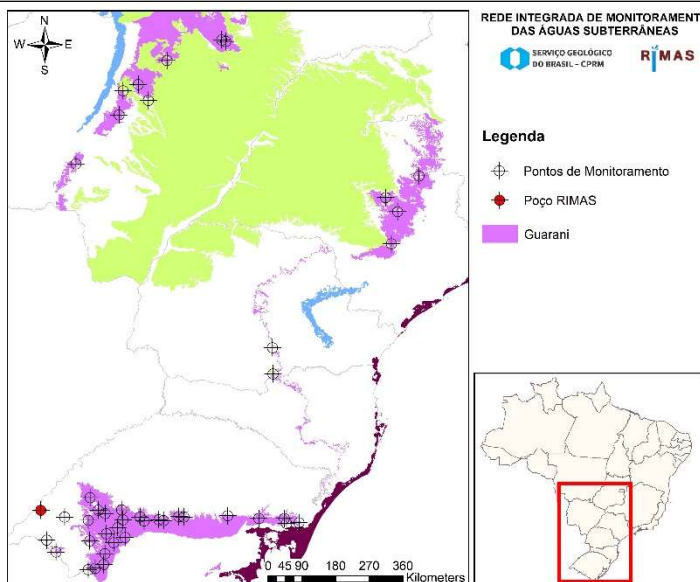 N
W E
S
REDE INTEGRADA DE MONITORAMENT
DAS ÁGUAS SUBTERRÂNEAS
SERVIÇO GEOLÓGICO
DO BRASIL – CPRM
RIMAS
Legenda
Pontos de Monitoramento
Poço RIMAS
Guarani
0 45 90 180 270 360
Kilometers